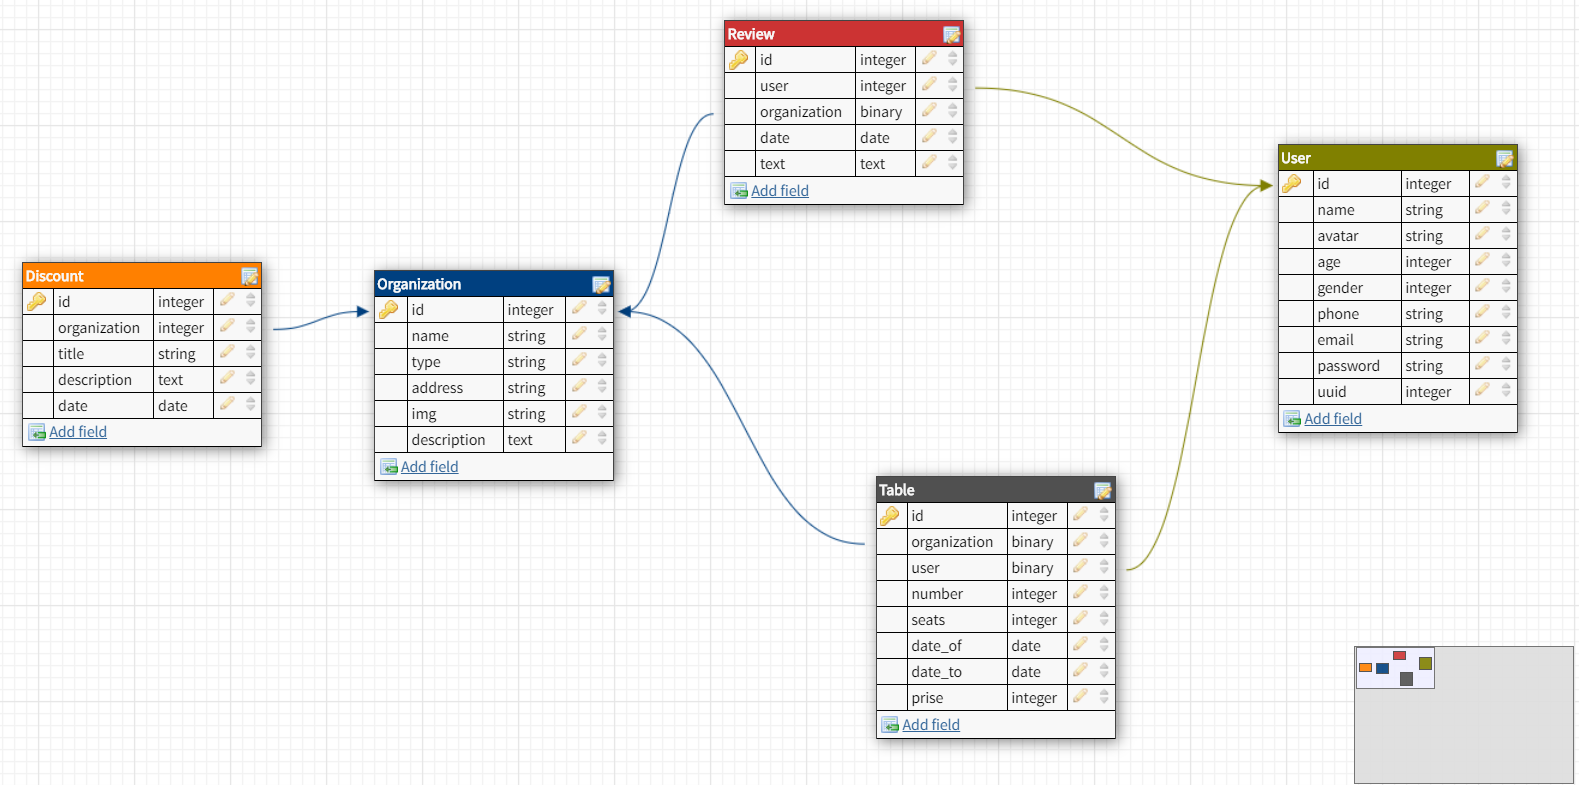 Review
id integer
user integer
organization binary
date date
text text
Add field
User
id integer
name string
avatar string
age integer
gender integer
phone string
email string
password string
uuid integer
Add field
Discount
id integer
organization integer
title string
description text
date date
Add field
Organization
id integer
name string
type string
address string
img string
description text
Add field
Table
id integer
organization binary
user binary
number integer
seats integer
date_of date
date_to date
prise integer
Add field